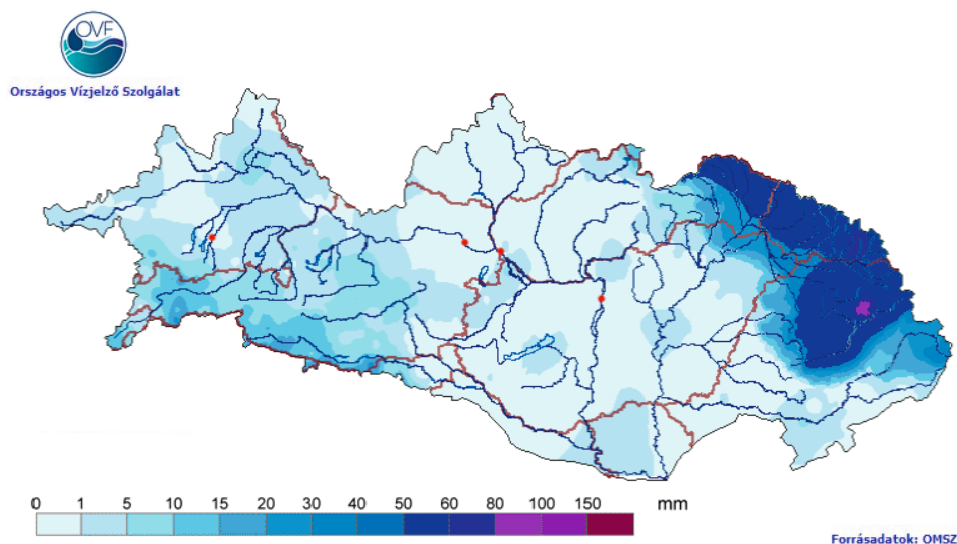 OVF
Országos Vízjelző Szolgálat
0 1 5 10 15 20 30 40 50 60 80 100 150 mm
Forrásadatok: OMSZ